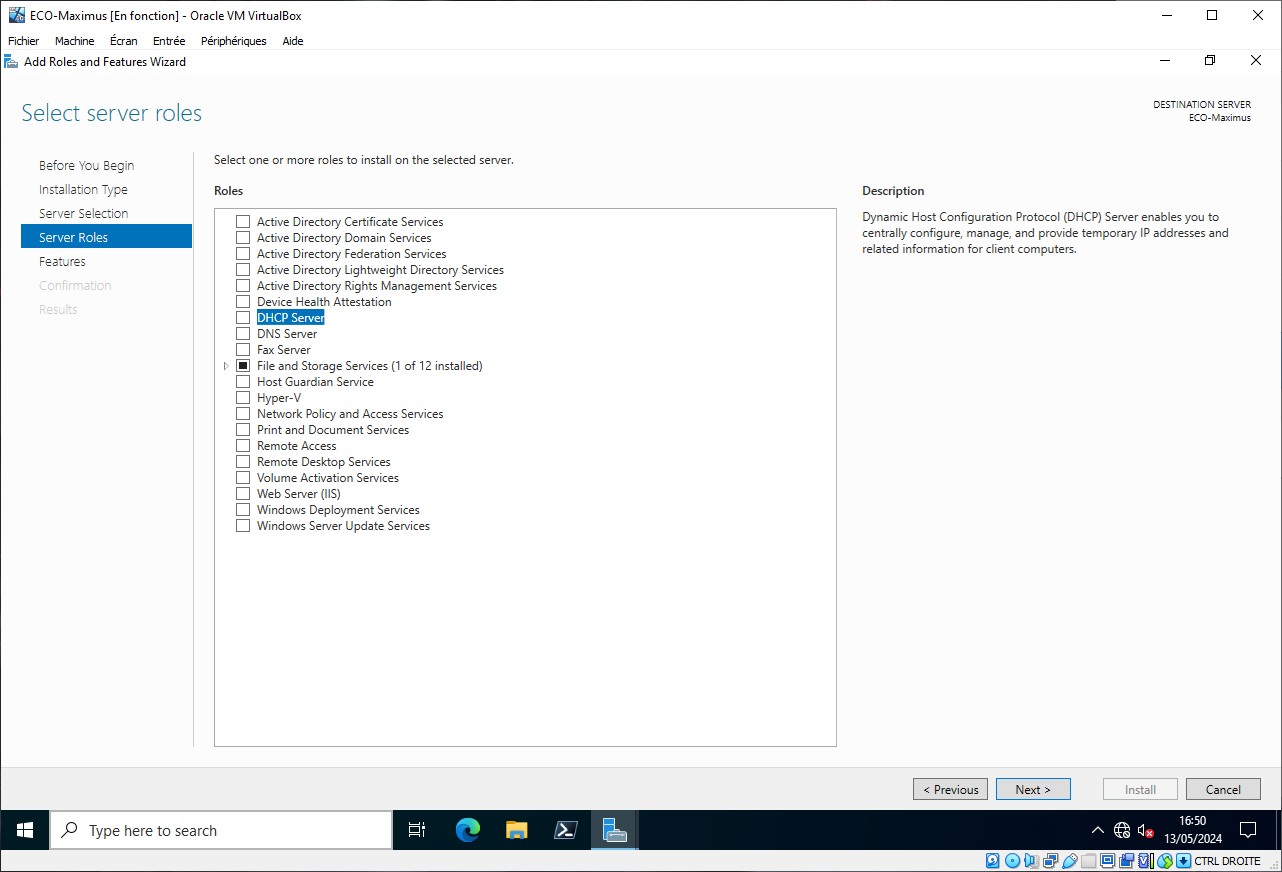 ECO-Maximus [En fonction] - Oracle VM VirtualBox
Fichier Machine Écran Entrée Périphériques Aide
Add Roles and Features Wizard
Select server roles
DESTINATION SERVER
ECO-Maximus
Before You Begin
Installation Type
Server Selection
Server Roles
Features
Confirmation
Results
Select one or more roles to install on the selected server.
Roles
Active Directory Certificate Services
Active Directory Domain Services
Active Directory Federation Services
Active Directory Lightweight Directory Services
Active Directory Rights Management Services
Device Health Attestation
DHCP Server
DNS Server
Fax Server
File and Storage Services (1 of 12 installed)
Host Guardian Service
Hyper-V
Network Policy and Access Services
Print and Document Services
Remote Access
Remote Desktop Services
Volume Activation Services
Web Server (IIS)
Windows Deployment Services
Windows Server Update Services
Description
Dynamic Host Configuration Protocol (DHCP) Server enables you to
centrally configure, manage, and provide temporary IP addresses and
related information for client computers.
< Previous Next > Install Cancel
Type here to search
16:50
13/05/2024
CTRL DROITE